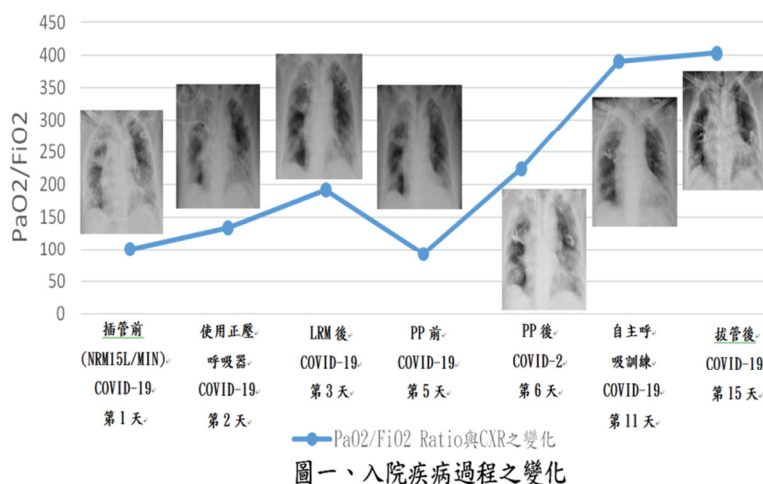 450
400
350
300
250
200
150
100
50
0
PaO2/FiO2
插管前
(NRM15L/MIN)
COVID-19
第1天
使用正壓
呼吸器
COVID-19
第2天
LRM後
COVID-19
第3天
PP前
COVID-19
第5天
PP後
COVID-2
第6天
自主呼
吸訓練
COVID-19
第11天
拔管後
COVID-19
第15天
PaO2/FiO2 Ratio與CXR之變化
圖一、入院疾病過程之變化